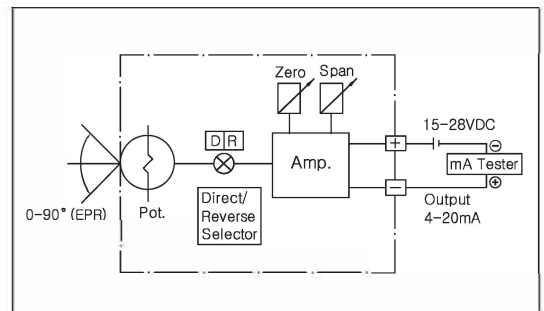 Zero Span
15-28VDC
D R
+
⊖
Amp.
mA Tester
⊕
−
0-90° (EPR)
Pot.
Direct/
Reverse
Selector
Output
4-20mA